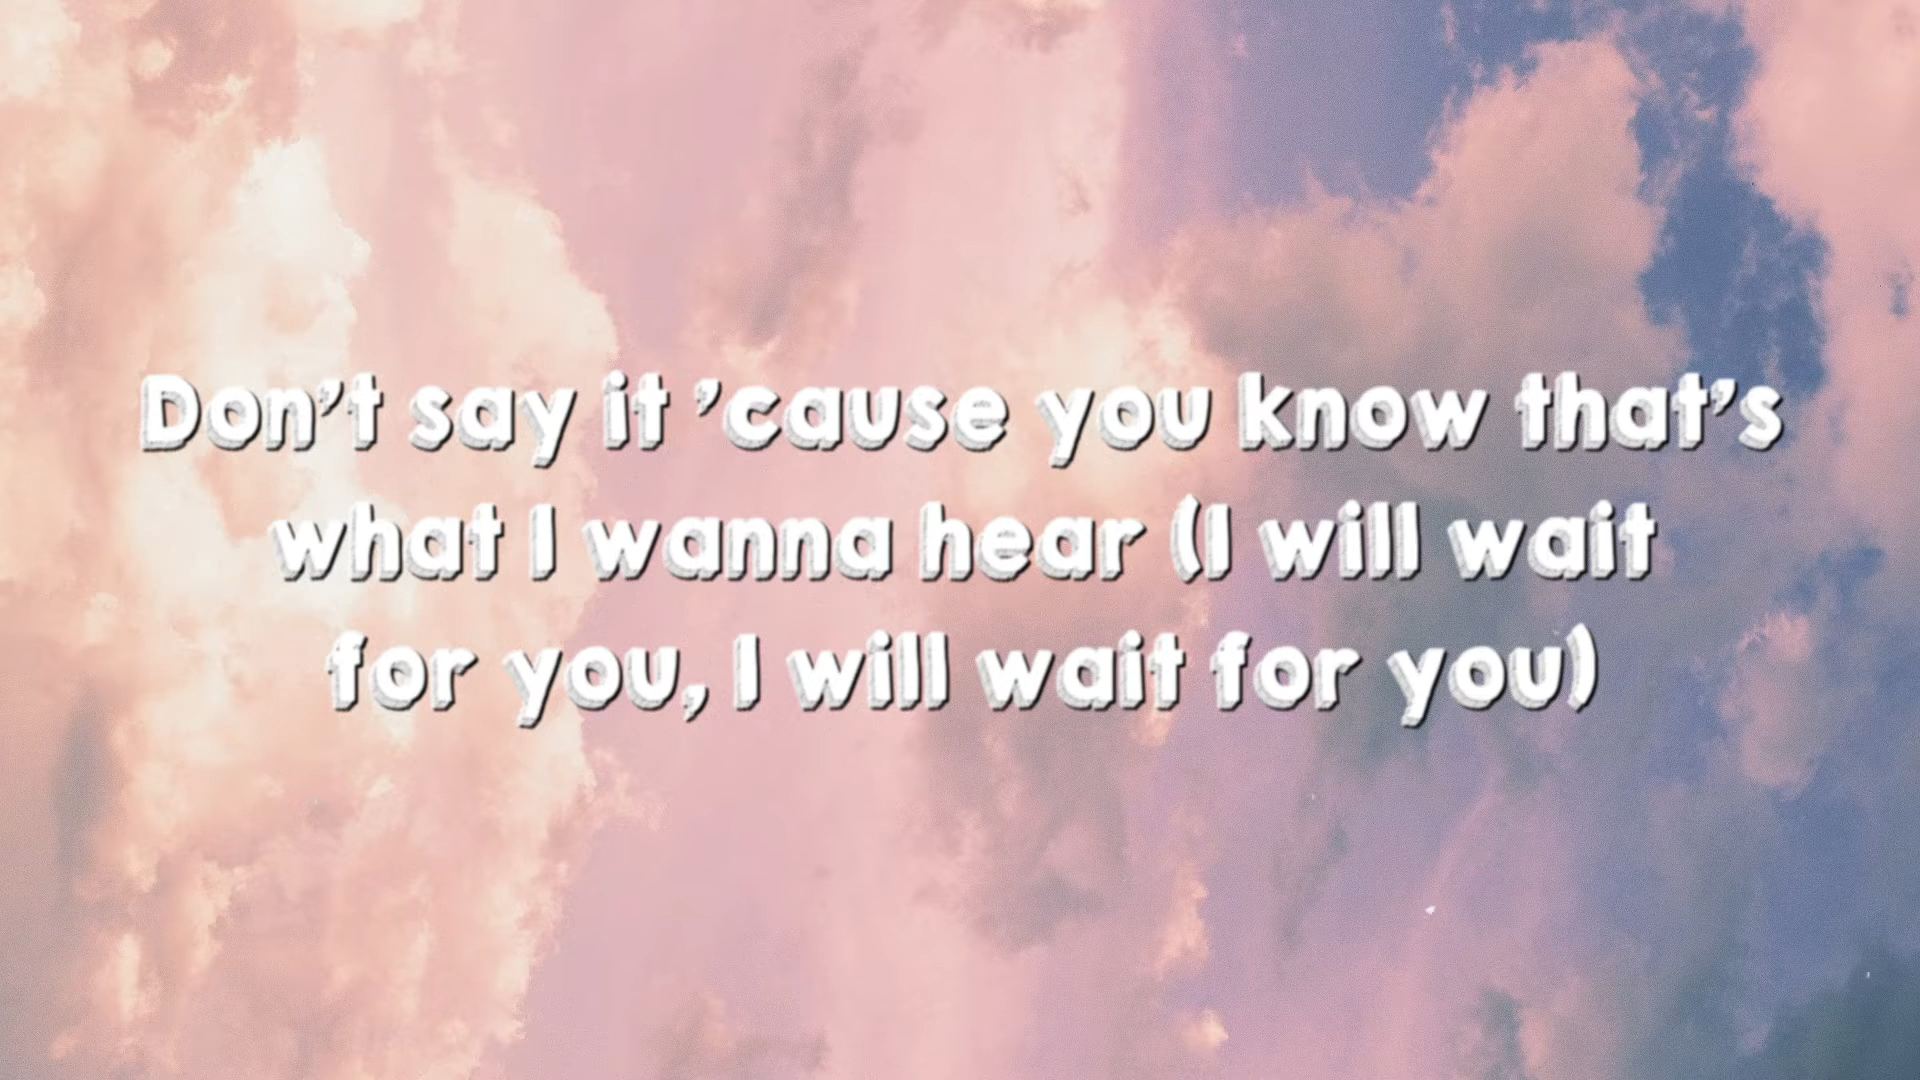 Don't say it 'cause you know that's
what I wanna hear (I will wait
for you, I will wait for you)